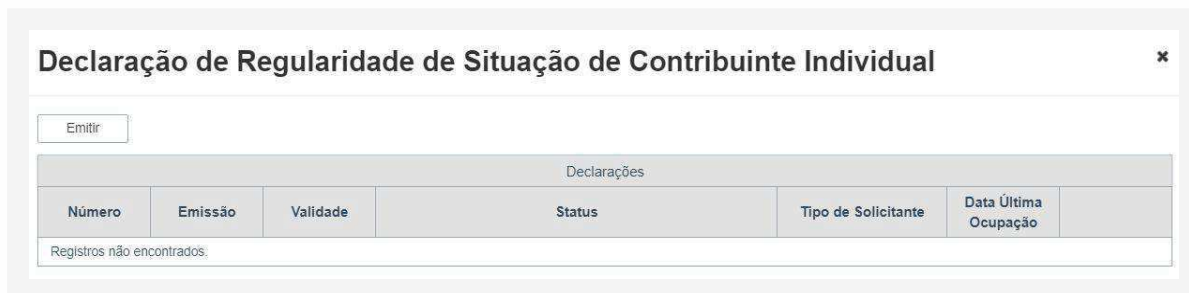 Declaração de Regularidade de Situação de Contribuinte Individual
Emitir
Declarações
Número Emissão Validade Status Tipo de Solicitante Data Última
Ocupação
Registros não encontrados.